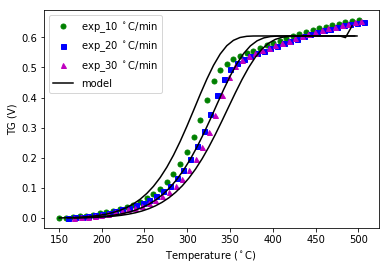 exp_10 °C/min
exp_20 °C/min
exp_30 °C/min
model
TG (V)
0.6
0.5
0.4
0.3
0.2
0.1
0.0
150 200 250 300 350 400 450 500
Temperature (°C)